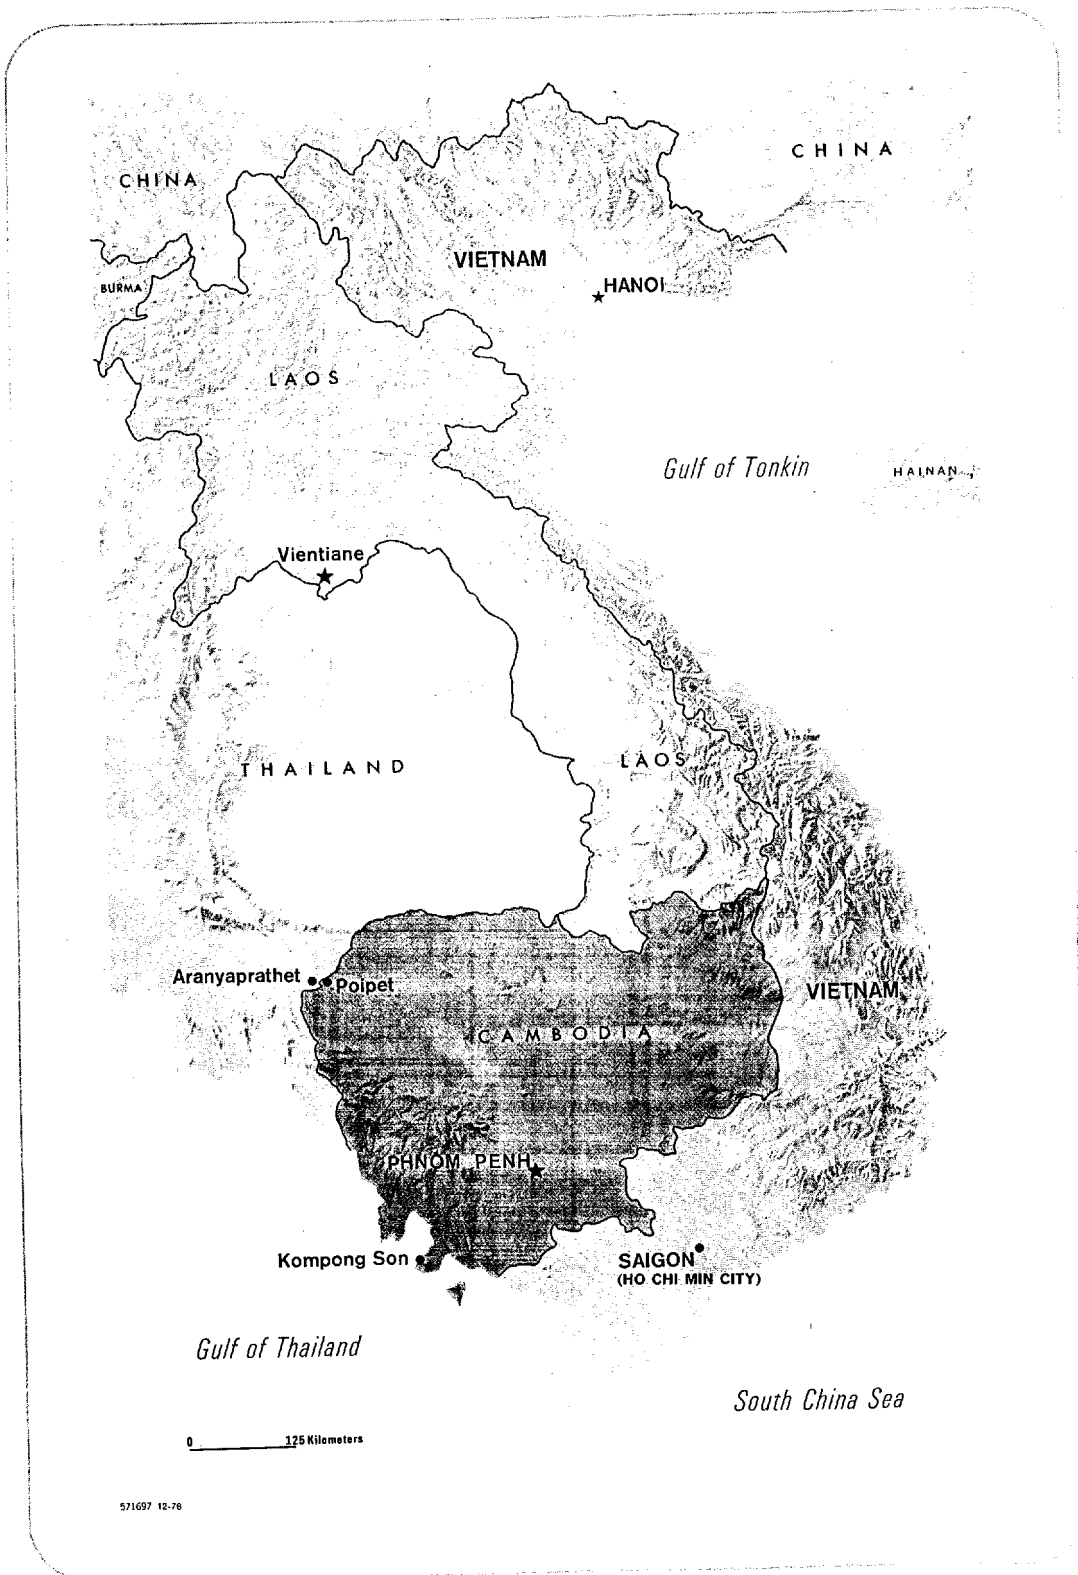 CHINA
CHINA
VIETNAM
HANOI
BURMA
LAOS
Gulf of Tonkin
HAINAN
Vientiane
THAILAND
LAOS
Aranyaprathet
Poipet
VIETNAM
CAMBODIA
PHNOM PENH
Kompong Son
SAIGON
(HO CHI MIN CITY)
Gulf of Thailand
South China Sea
0 125 Kilometers
571697 12-76